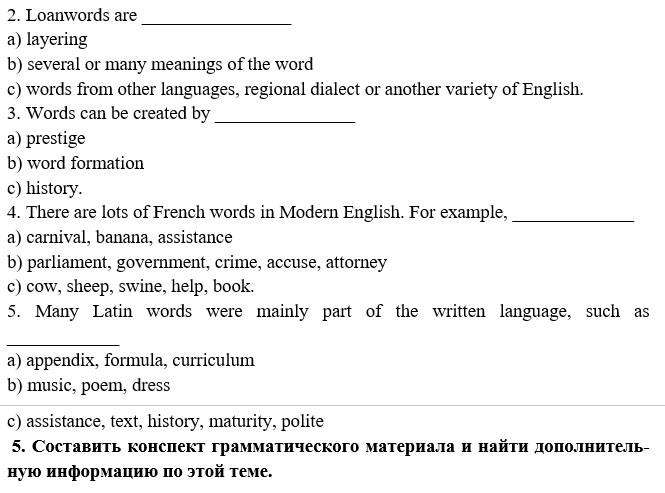 2. Loanwords are _______________
a) layering
b) several or many meanings of the word
c) words from other languages, regional dialect or another variety of English.
3. Words can be created by ______________
a) prestige
b) word formation
c) history.
4. There are lots of French words in Modern English. For example, ____________
a) carnival, banana, assistance
b) parliament, government, crime, accuse, attorney
c) cow, sheep, swine, help, book.
5. Many Latin words were mainly part of the written language, such as
___________
a) appendix, formula, curriculum
b) music, poem, dress
c) assistance, text, history, maturity, polite
5. Составить конспект грамматического материала и найти дополнитель-
ную информацию по этой теме.